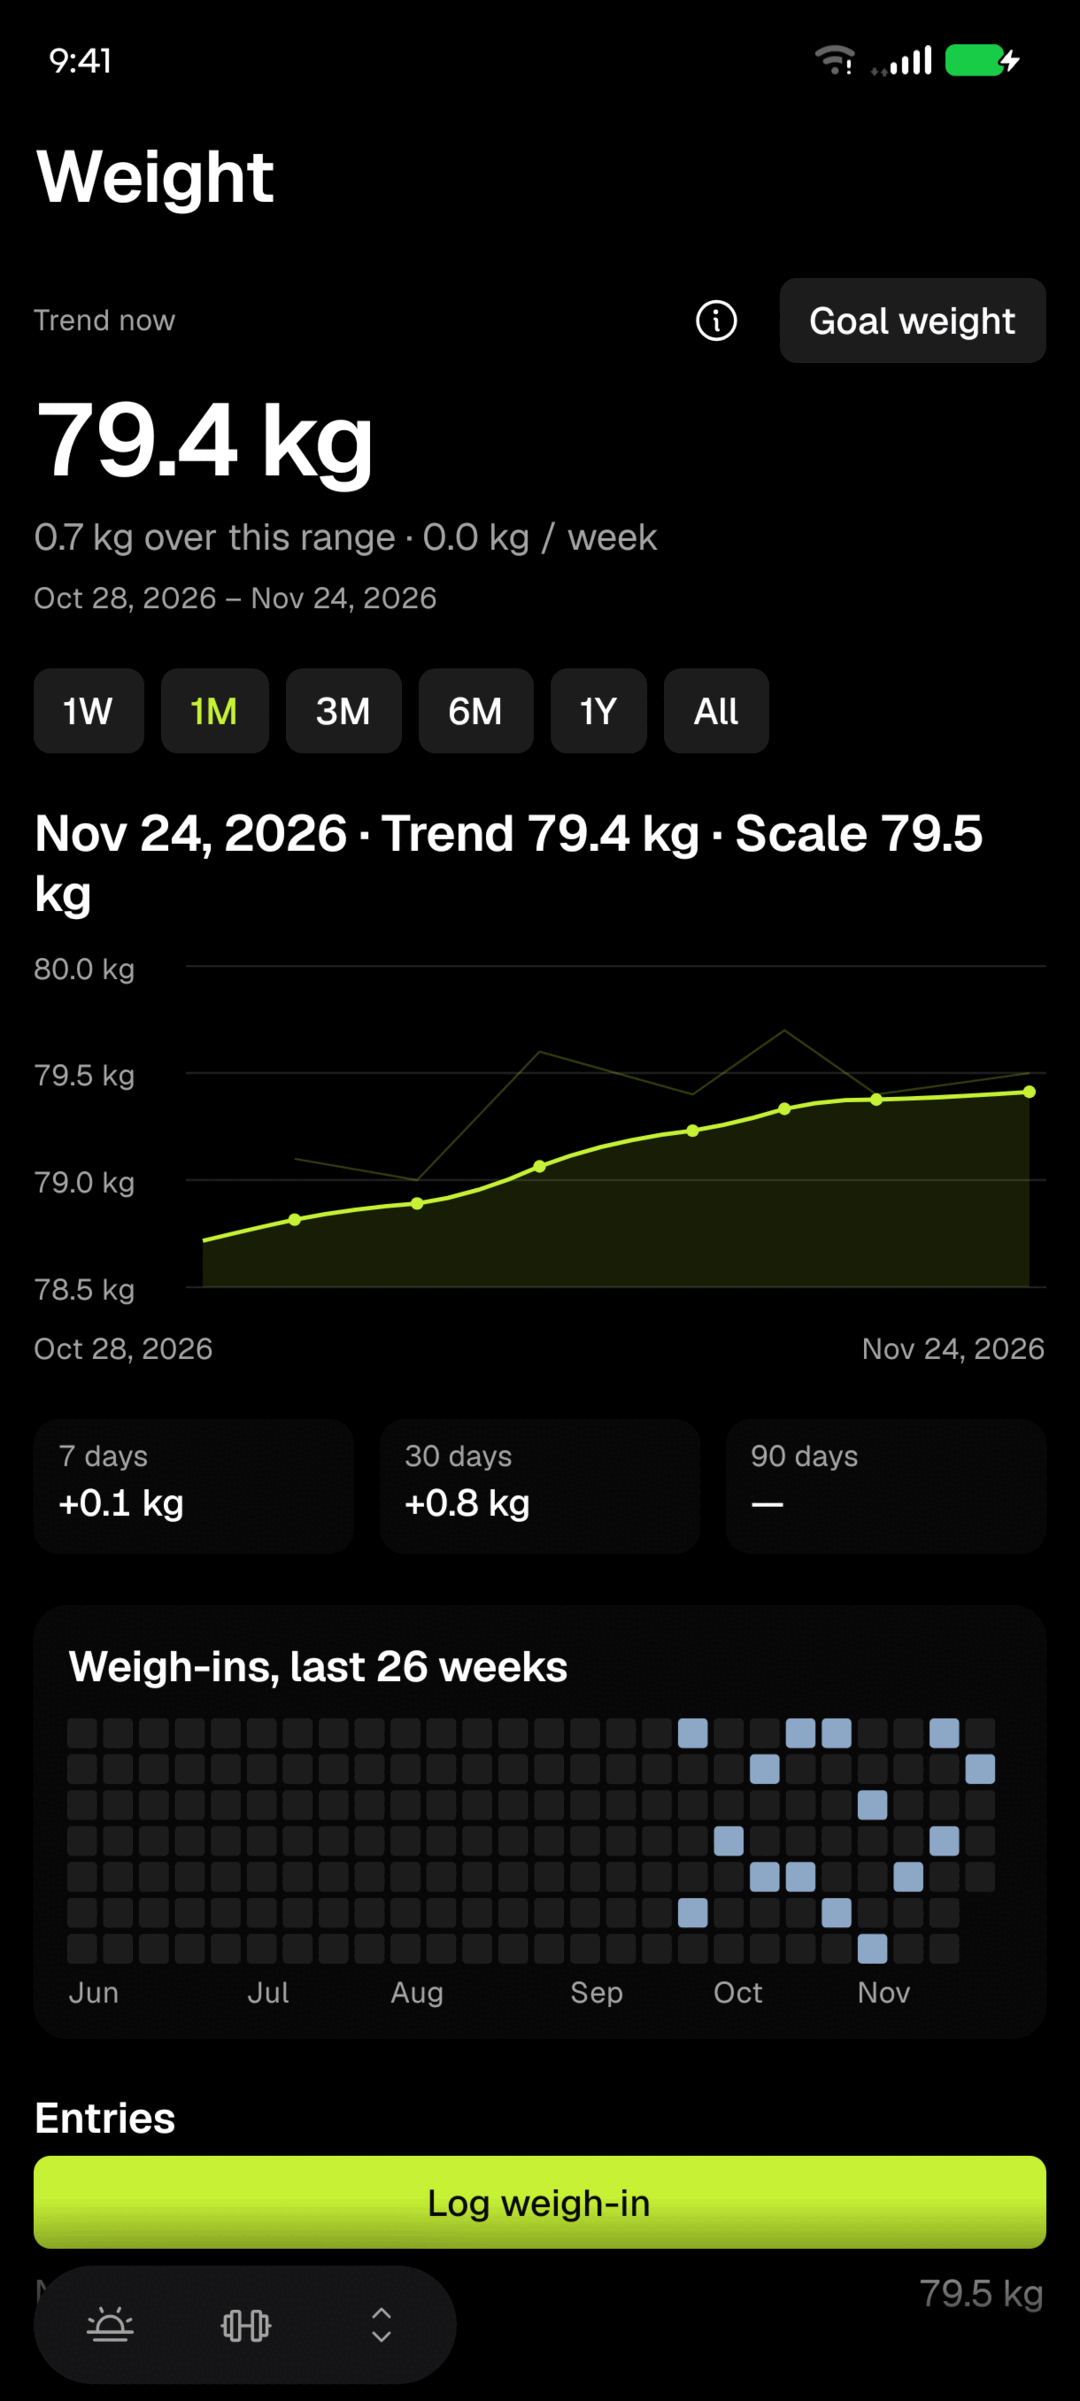 9:41
Weight
Trend now
Goal weight
79.4 kg
0.7 kg over this range · 0.0 kg / week
Oct 28, 2026 – Nov 24, 2026
1W 1M 3M 6M 1Y All
Nov 24, 2026 · Trend 79.4 kg · Scale 79.5
kg
80.0 kg
79.5 kg
79.0 kg
78.5 kg
Oct 28, 2026 Nov 24, 2026
7 days 30 days 90 days
+0.1 kg +0.8 kg —
Weigh-ins, last 26 weeks
Jun Jul Aug Sep Oct Nov
Entries
Log weigh-in
79.5 kg